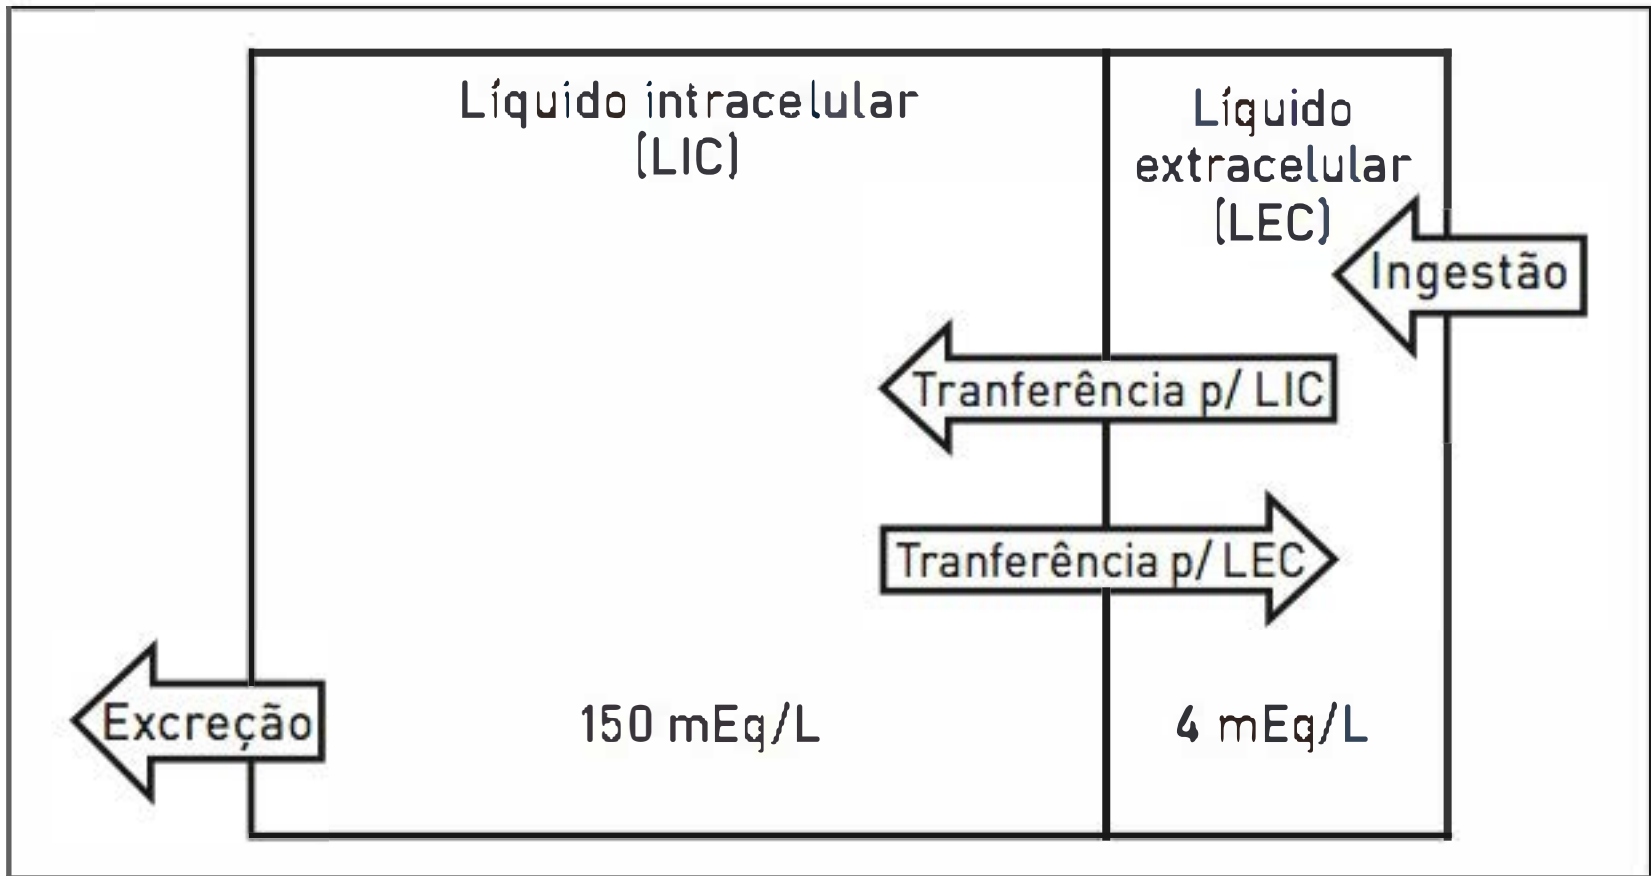 Líquido intracelular
(LIC)
Líquido
extracelular
(LEC)
Ingestão
Tranferência p/ LIC
Tranferência p/ LEC
Excreção
150 mEq/L
4 mEq/L